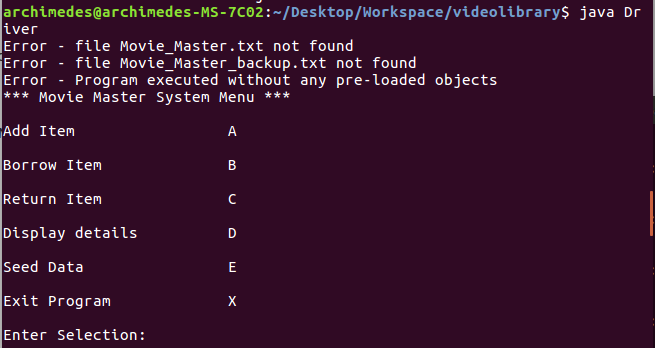 archimedes@archimedes-MS-7C02:~/Desktop/Workspace/videolibrary$ java Dr
iver
Error - file Movie_Master.txt not found
Error - file Movie_Master_backup.txt not found
Error - Program executed without any pre-loaded objects
*** Movie Master System Menu ***
Add Item A
Borrow Item B
Return Item C
Display details D
Seed Data E
Exit Program X
Enter Selection: